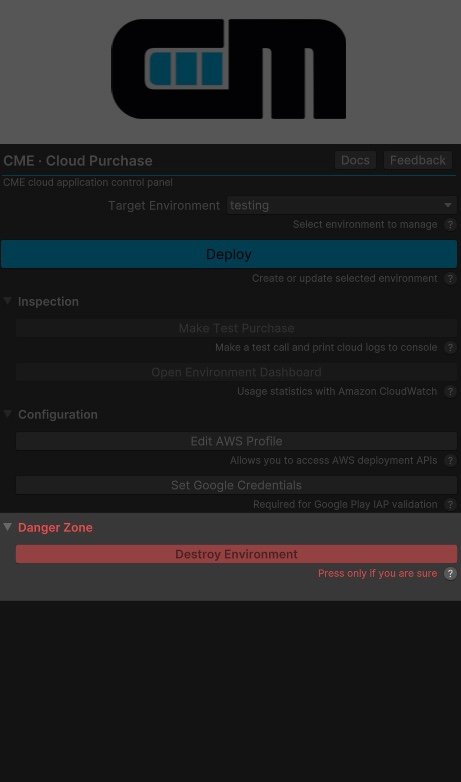 CME · Cloud Purchase
Docs
Feedback
CME cloud application control panel
Target Environment
testing
Select environment to manage ?
Deploy
Create or update selected environment ?
Inspection
Make Test Purchase
Make a test call and print cloud logs to console ?
Open Environment Dashboard
Usage statistics with Amazon CloudWatch ?
Configuration
Edit AWS Profile
Allows you to access AWS deployment APIs ?
Set Google Credentials
Required for Google Play IAP validation ?
Danger Zone
Destroy Environment
Press only if you are sure ?